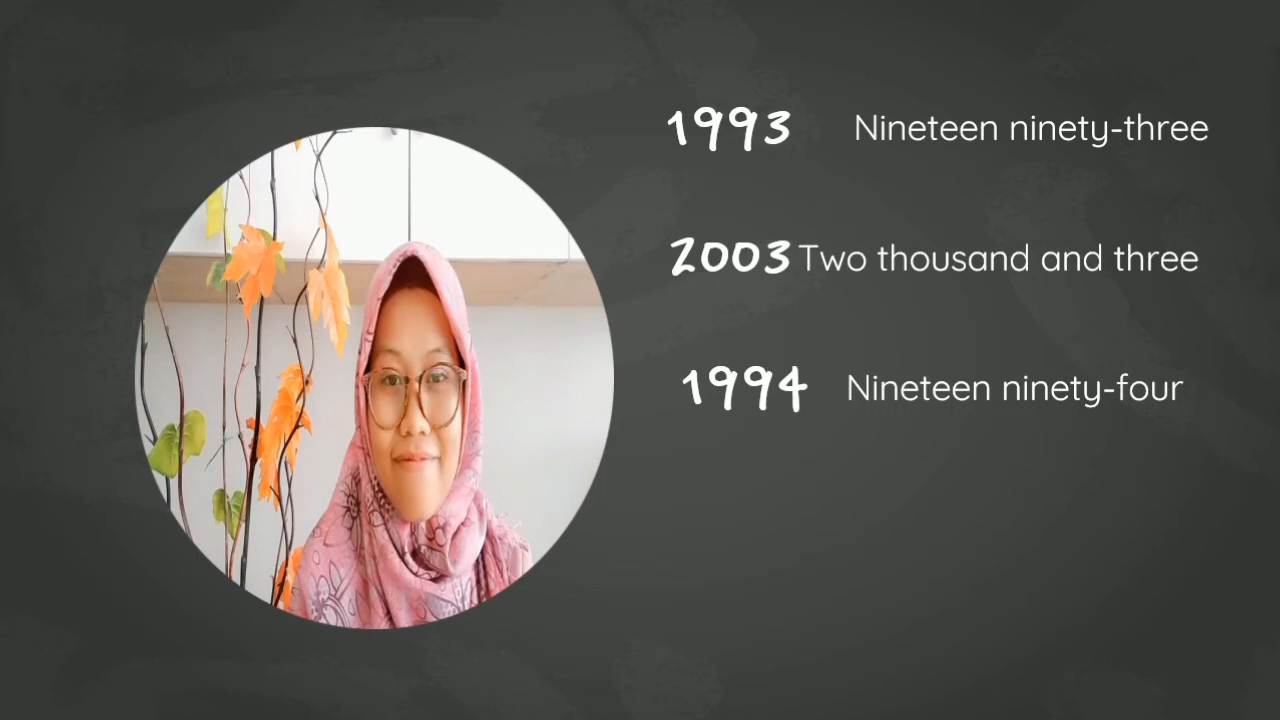 1993 Nineteen ninety-three
2003 Two thousand and three
1994 Nineteen ninety-four